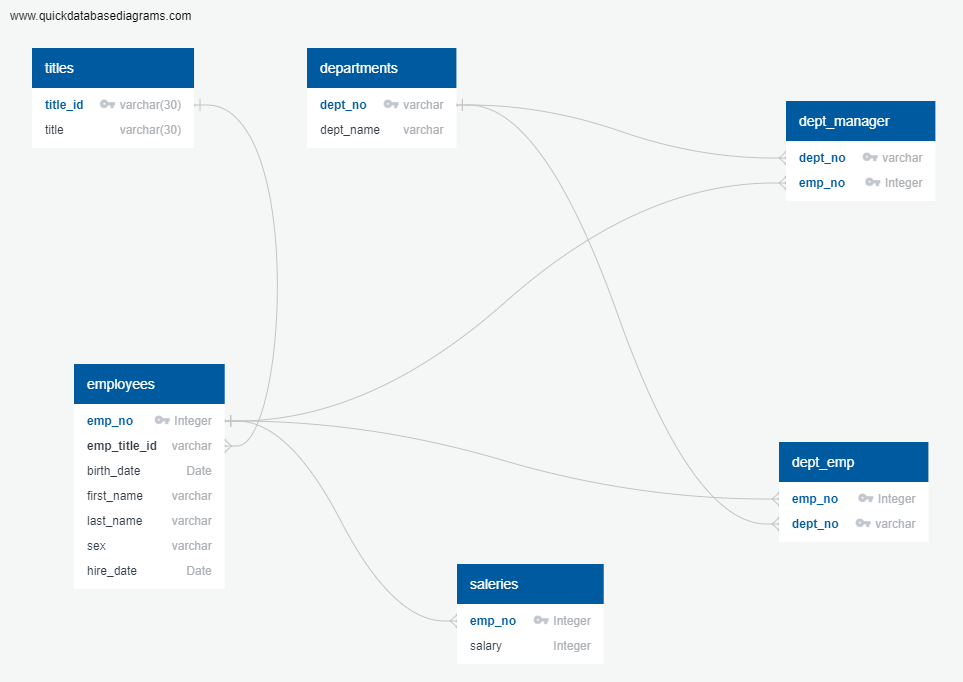 www.quickdatabasediagrams.com
titles
title_id varchar(30)
title varchar(30)
departments
dept_no varchar
dept_name varchar
dept_manager
dept_no varchar
emp_no Integer
employees
emp_no Integer
emp_title_id varchar
birth_date Date
first_name varchar
last_name varchar
sex varchar
hire_date Date
dept_emp
emp_no Integer
dept_no varchar
saleries
emp_no Integer
salary Integer